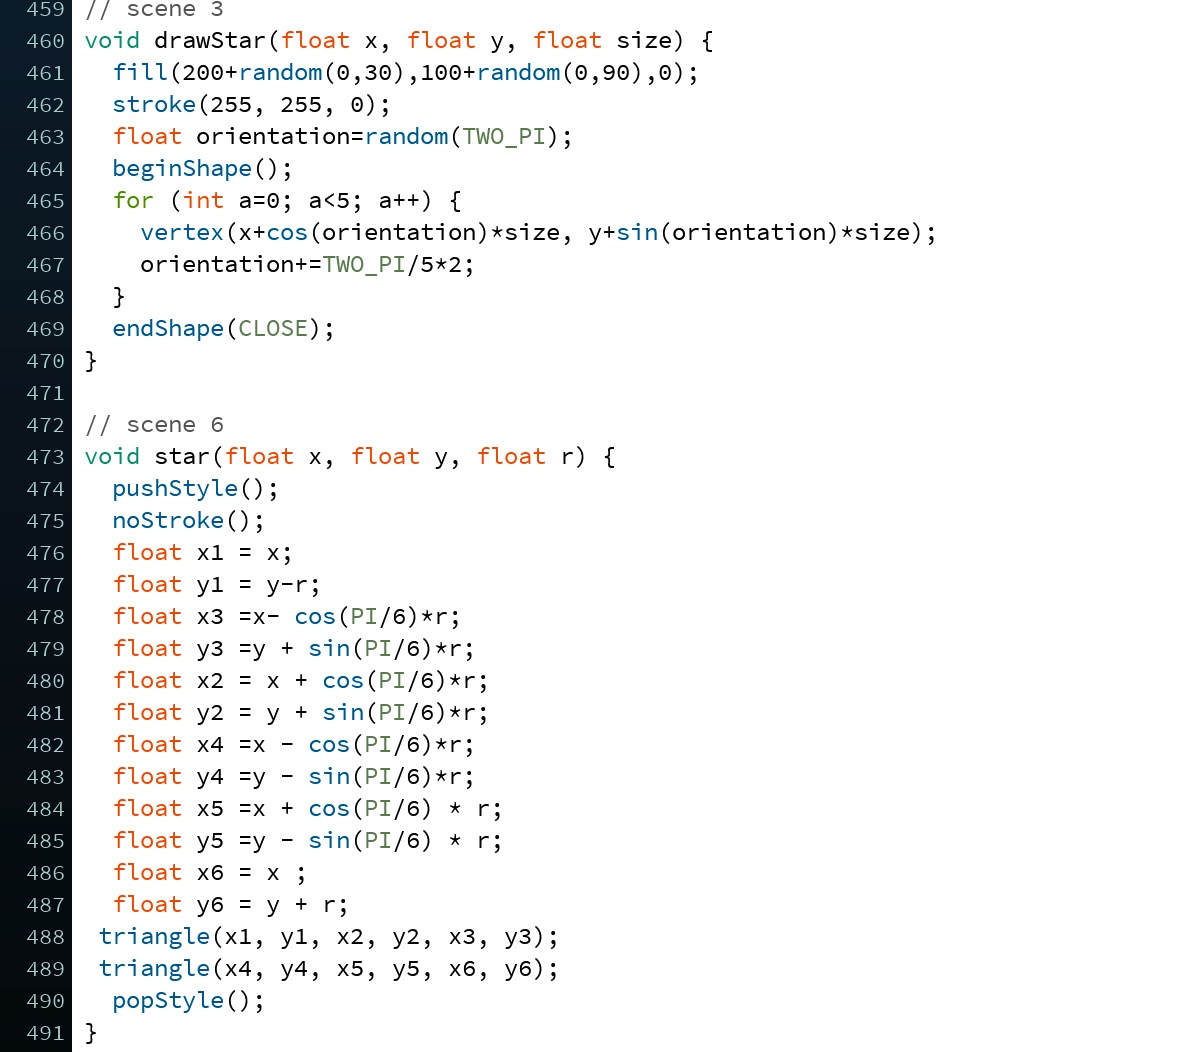 459 // scene 3
460 void drawStar(float x, float y, float size) {
461   fill(200+random(0,30),100+random(0,90),0);
462   stroke(255, 255, 0);
463   float orientation=random(TWO_PI);
464   beginShape();
465   for (int a=0; a<5; a++) {
466     vertex(x+cos(orientation)*size, y+sin(orientation)*size);
467     orientation+=TWO_PI/5*2;
468   }
469   endShape(CLOSE);
470 }
471
472 // scene 6
473 void star(float x, float y, float r) {
474   pushStyle();
475   noStroke();
476   float x1 = x;
477   float y1 = y-r;
478   float x3 =x- cos(PI/6)*r;
479   float y3 =y + sin(PI/6)*r;
480   float x2 = x + cos(PI/6)*r;
481   float y2 = y + sin(PI/6)*r;
482   float x4 =x - cos(PI/6)*r;
483   float y4 =y - sin(PI/6)*r;
484   float x5 =x + cos(PI/6) * r;
485   float y5 =y - sin(PI/6) * r;
486   float x6 = x ;
487   float y6 = y + r;
488  triangle(x1, y1, x2, y2, x3, y3);
489  triangle(x4, y4, x5, y5, x6, y6);
490   popStyle();
491 }